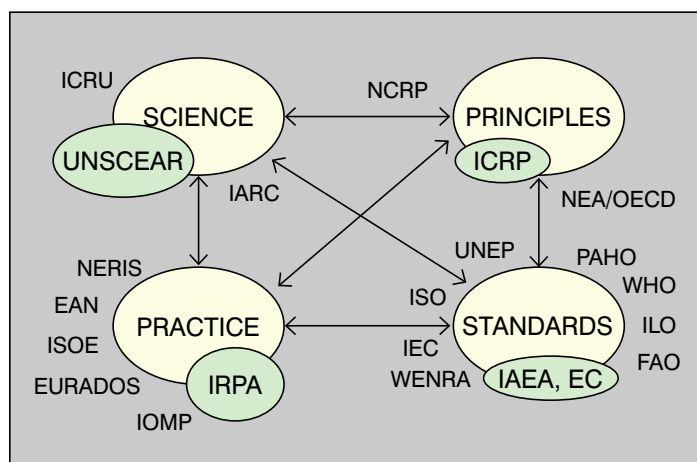 ICRU
NCRP
SCIENCE
PRINCIPLES
UNSCEAR
ICRP
IARC
NEA/OECD
UNEP
PAHO
NERIS
WHO
EAN
ISO
PRACTICE
STANDARDS
ILO
ISOE
IEC
FAO
EURADOS
IRPA
WENRA
IAEA, EC
IOMP